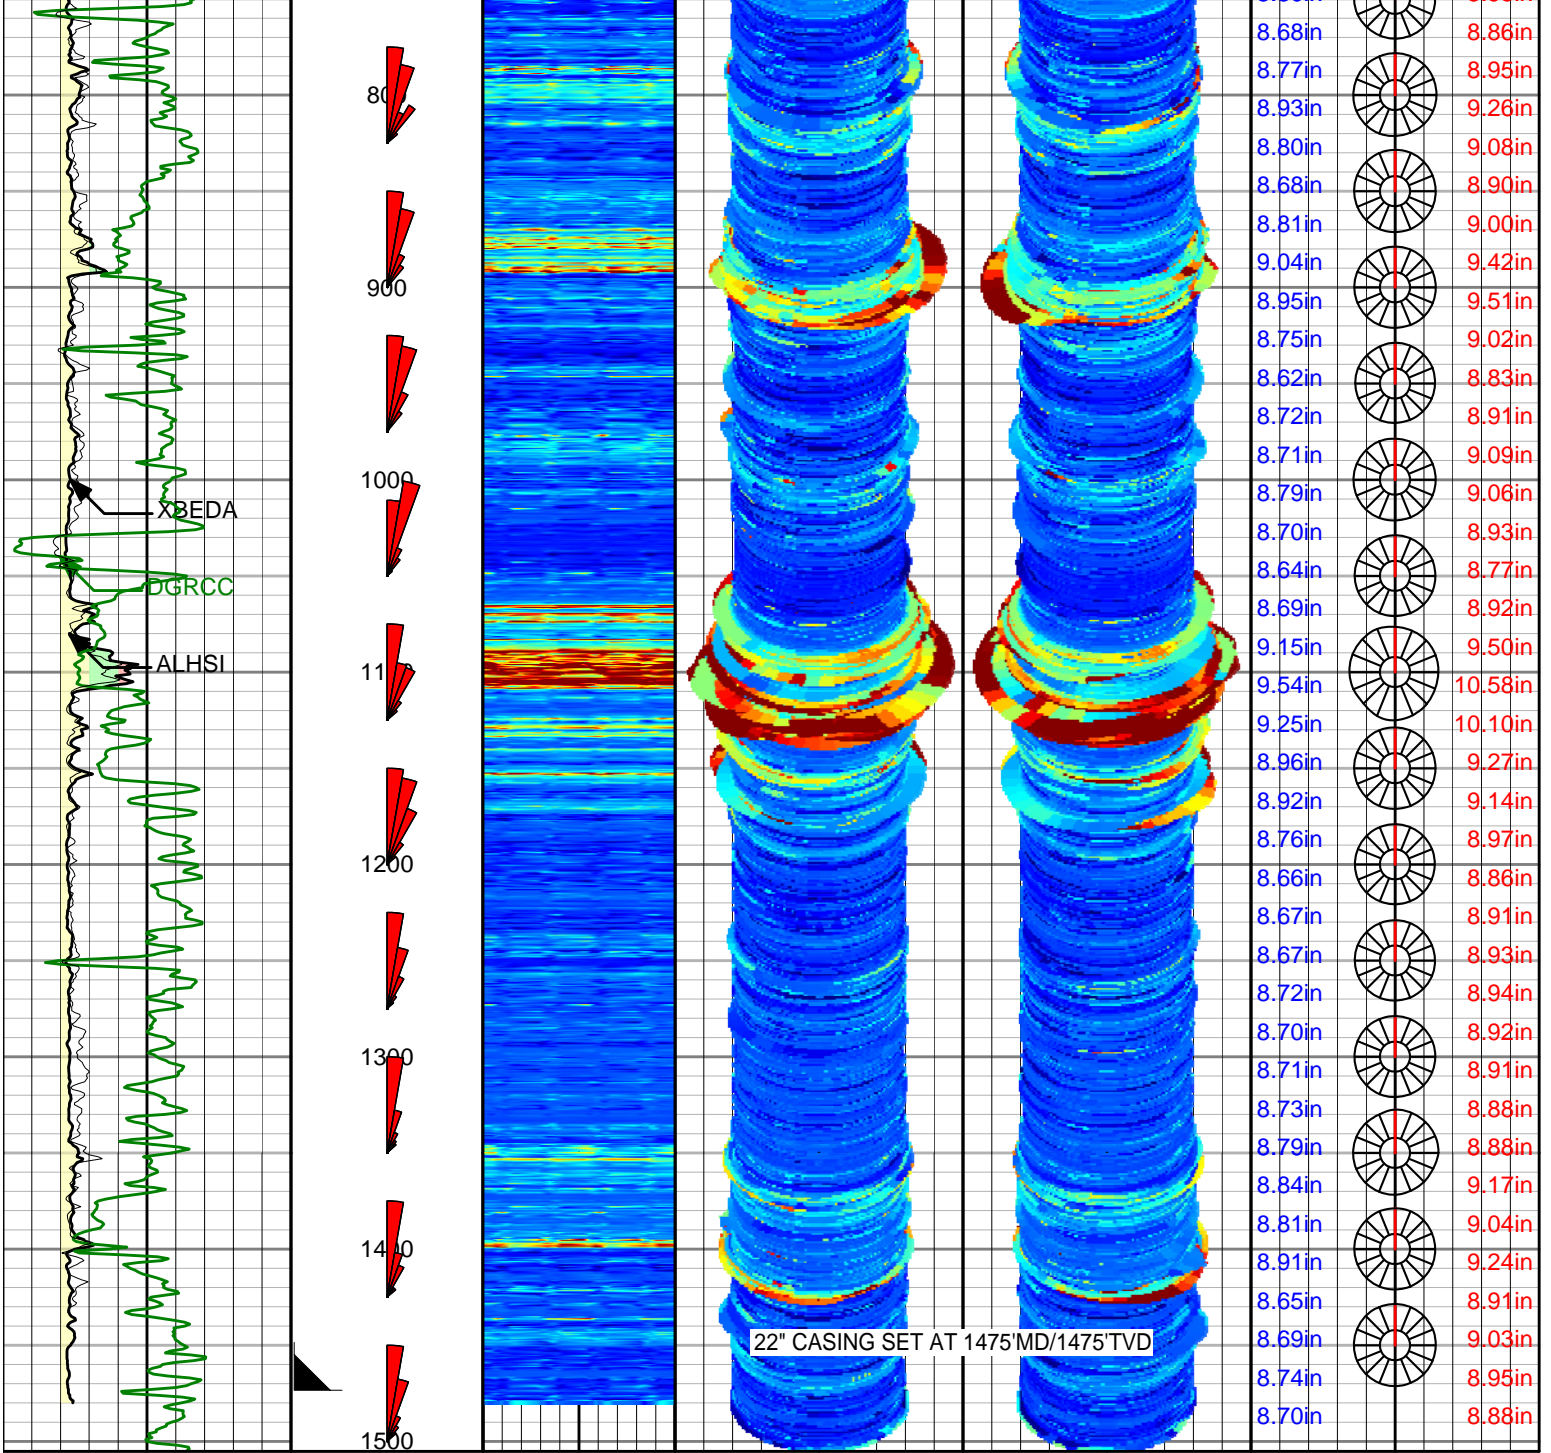 8.68in 8.86in
8.77in 8.95in
8.93in 9.26in
8.80in 9.08in
8.68in 8.90in
8.81in 9.00in
9.04in 9.42in
900
8.95in 9.51in
8.75in 9.02in
8.62in 8.83in
8.72in 8.91in
8.71in 9.09in
1000
8.79in 9.06in
XBEDA
8.70in 8.93in
8.64in 8.77in
DGRCC
8.69in 8.92in
9.15in 9.50in
ALHSI
1100
9.54in 10.58in
9.25in 10.10in
8.96in 9.27in
8.92in 9.14in
8.76in 8.97in
1200
8.66in 8.86in
8.67in 8.91in
8.67in 8.93in
8.72in 8.94in
8.70in 8.92in
1300
8.71in 8.91in
8.73in 8.88in
8.79in 8.88in
8.84in 9.17in
8.81in 9.04in
1400
8.91in 9.24in
8.65in 8.91in
22" CASING SET AT 1475'MD/1475'TVD
8.69in 9.03in
8.74in 8.95in
8.70in 8.88in
1500